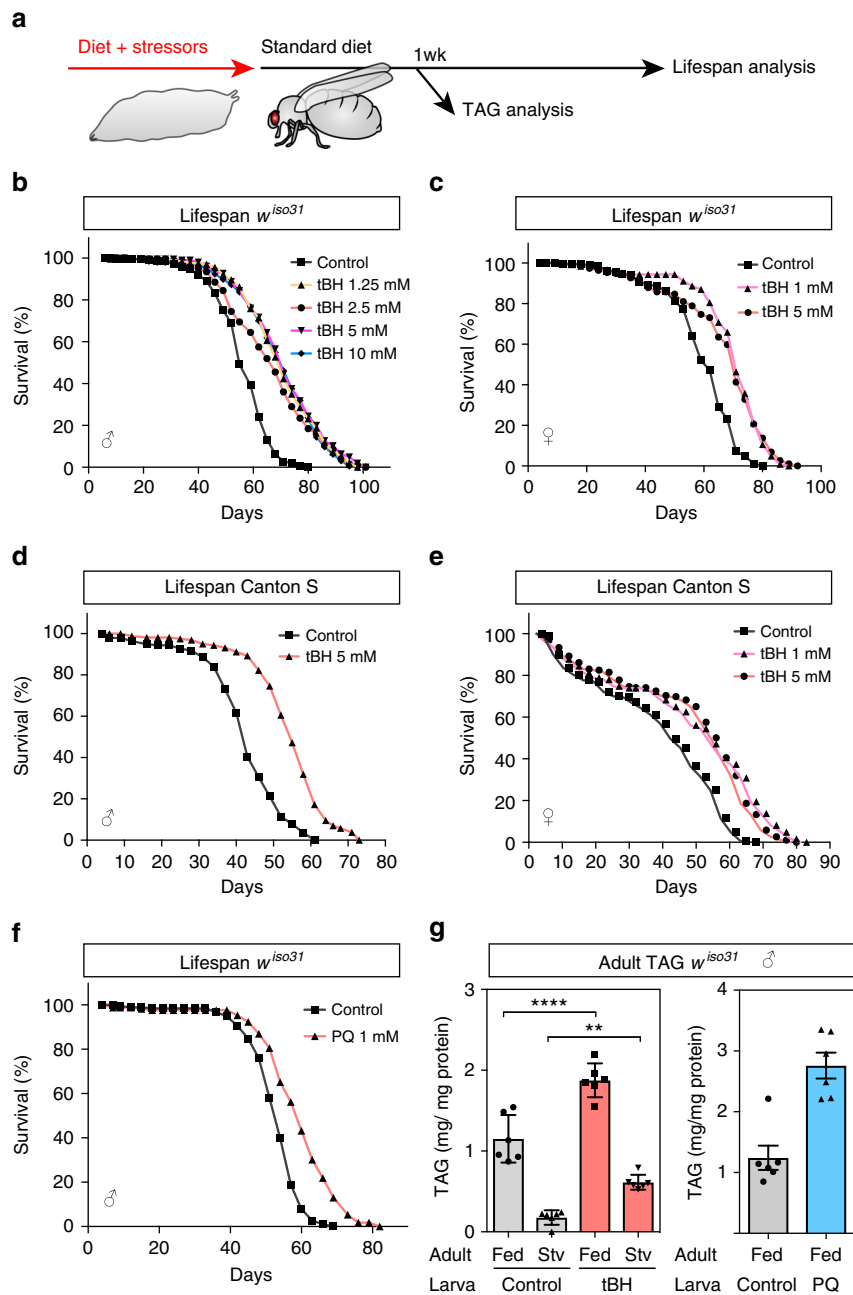 a
Diet + stressors
Standard diet
1wk
Lifespan analysis
TAG analysis
b
Lifespan w^iso31
Survival (%)
100
80
60
40
20
0
Control
tBH 1.25 mM
tBH 2.5 mM
tBH 5 mM
tBH 10 mM
♂
0 20 40 60 80 100
Days
c
Lifespan w^iso31
Survival (%)
100
80
60
40
20
0
Control
tBH 1 mM
tBH 5 mM
♀
0 20 40 60 80 100
Days
d
Lifespan Canton S
Survival (%)
100
80
60
40
20
0
Control
tBH 5 mM
♂
0 10 20 30 40 50 60 70 80
Days
e
Lifespan Canton S
Survival (%)
100
80
60
40
20
0
Control
tBH 1 mM
tBH 5 mM
♀
0 10 20 30 40 50 60 70 80 90
Days
f
Lifespan w^iso31
Survival (%)
100
80
60
40
20
0
Control
PQ 1 mM
♂
0 20 40 60 80
Days
g
Adult TAG w^iso31 ♂
TAG (mg/ mg protein)
3
2
1
0
****
**
Adult Fed Stv Fed Stv
Larva Control tBH
TAG (mg/mg protein)
4
3
2
1
Adult Fed Fed
Larva Control PQ